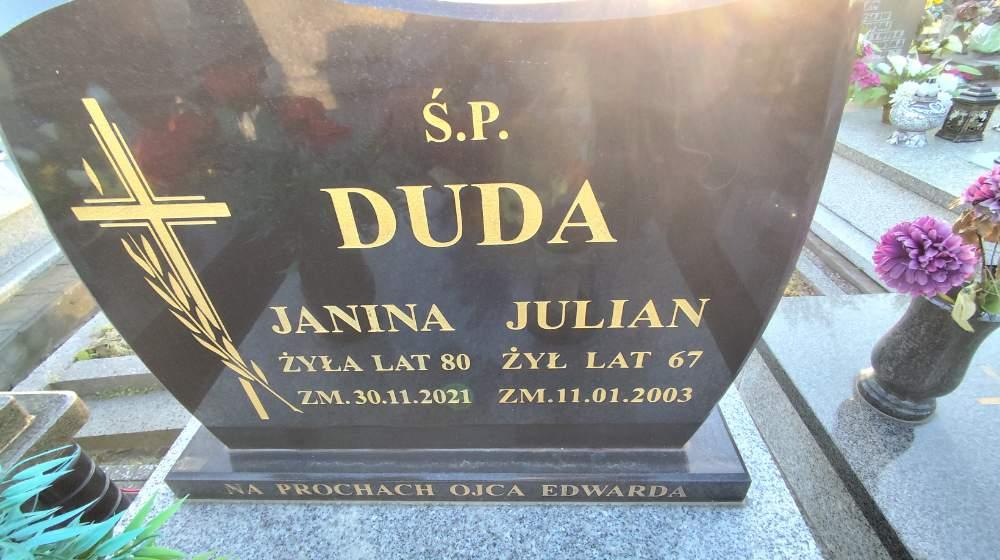 Ś.P.
DUDA
JANINA JULIAN
ŻYŁA LAT 80 ŻYŁ LAT 67
ZM.30.11.2021 ZM.11.01.2003
NA PROCHACH OJCA EDWARDA